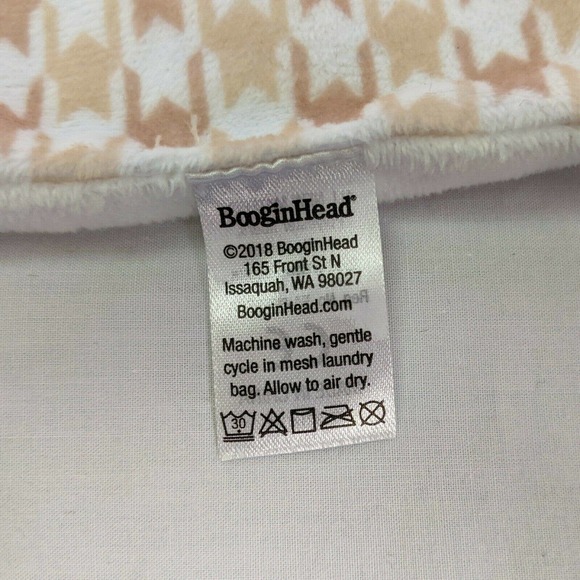 BooginHead®
©2018 BooginHead
165 Front St N
Issaquah, WA 98027
BooginHead.com
Machine wash, gentle
cycle in mesh laundry
bag. Allow to air dry.
30